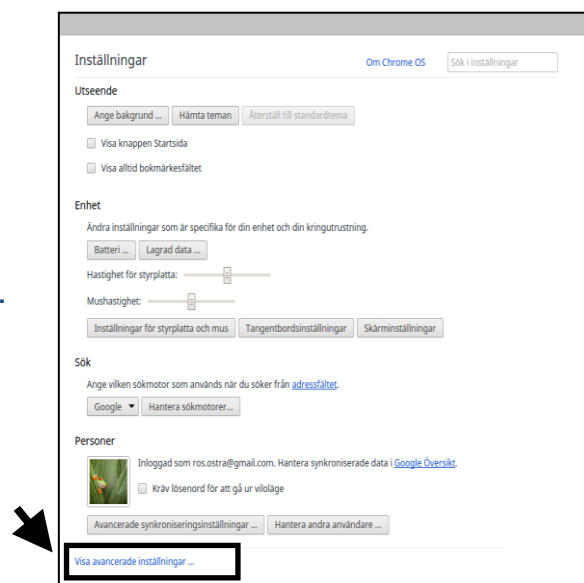 Inställningar
Om Chrome OS
Sök i inställningar
Utseende
Ange bakgrund ...
Hämta teman
Återställ till standardtema
Visa knappen Startsida
Visa alltid bokmärkesfältet
Enhet
Ändra inställningar som är specifika för din enhet och din kringutrustning.
Batteri ...
Lagrad data ...
Hastighet för styrplatta:
Mushastighet:
Inställningar för styrplatta och mus
Tangentbordsinställningar
Skärminställningar
Sök
Ange vilken sökmotor som används när du söker från adressfältet.
Google
Hantera sökmotorer...
Personer
Inloggad som ros.ostra@gmail.com. Hantera synkroniserade data i Google Översikt.
Kräv lösenord för att gå ur viloläge
Avancerade synkroniseringsinställningar ...
Hantera andra användare ...
Visa avancerade inställningar ...